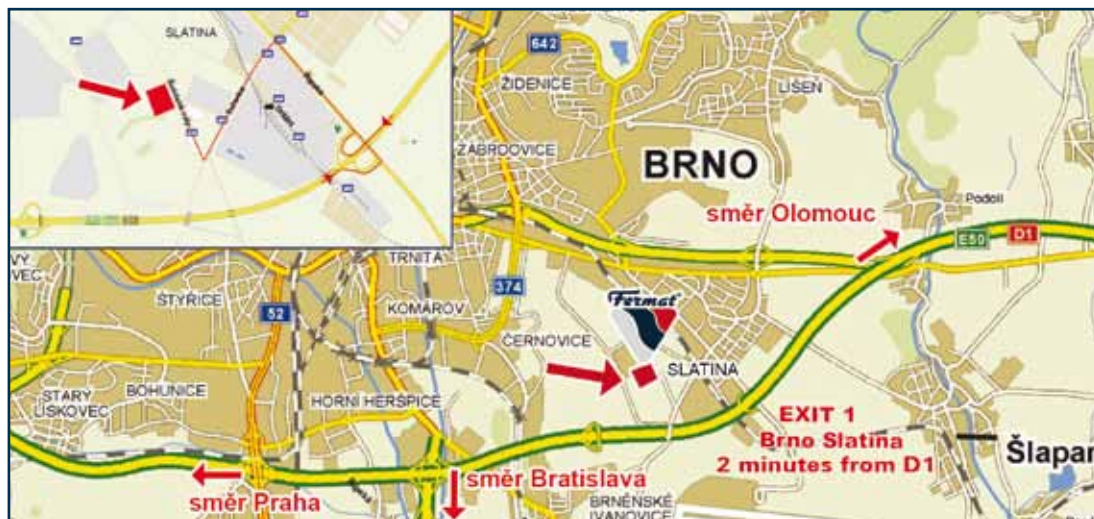 SLATINA
642
ŽIDENICE
LÍŠEŇ
ZÁBRDOVICE
BRNO
Podolí
směr Olomouc
E50
D1
TRNITÁ
ŠTÝŘICE
KOMÁROV
374
52
Fermat
ČERNOVICE
SLATINA
STARÝ
LÍSKOVEC
BOHUNICE
HORNÍ HERŠPICE
EXIT 1
Brno Slatina
2 minutes from D1
Šlapan
směr Praha
směr Bratislava
BRNĚNSKÉ
IVANOVICE